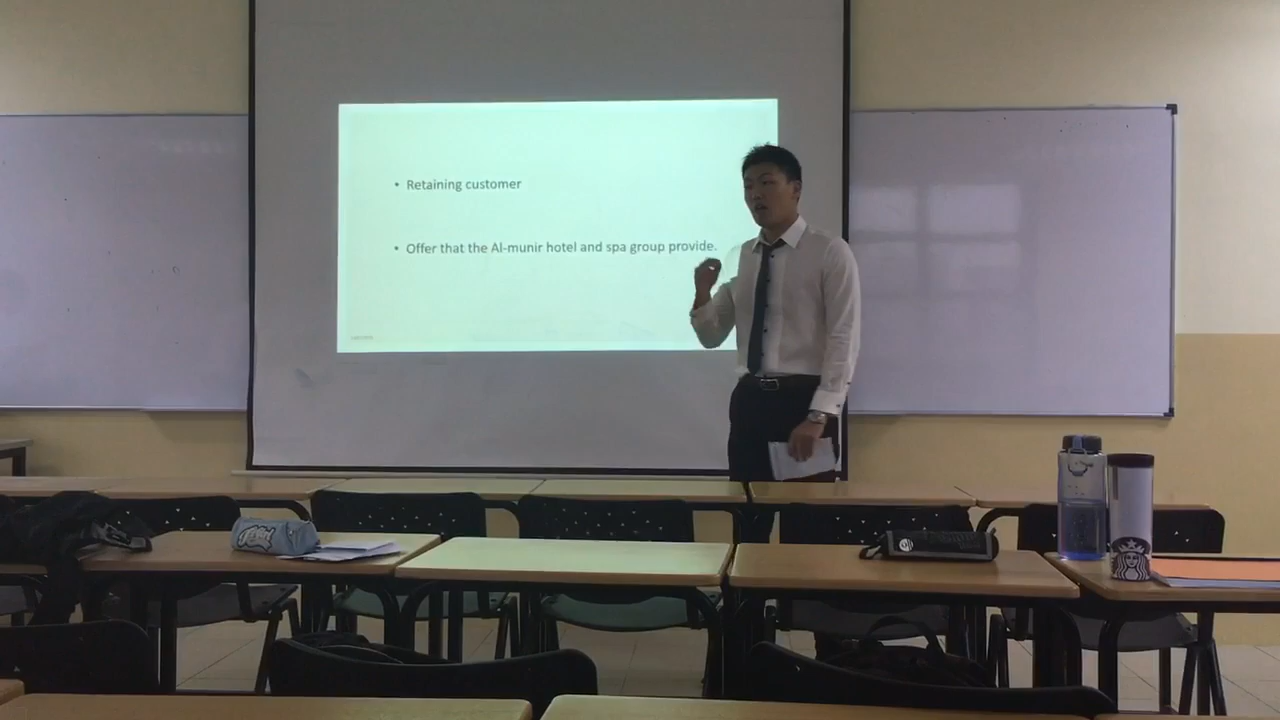 • Retaining customer
• Offer that the Al-munir hotel and spa group provide.